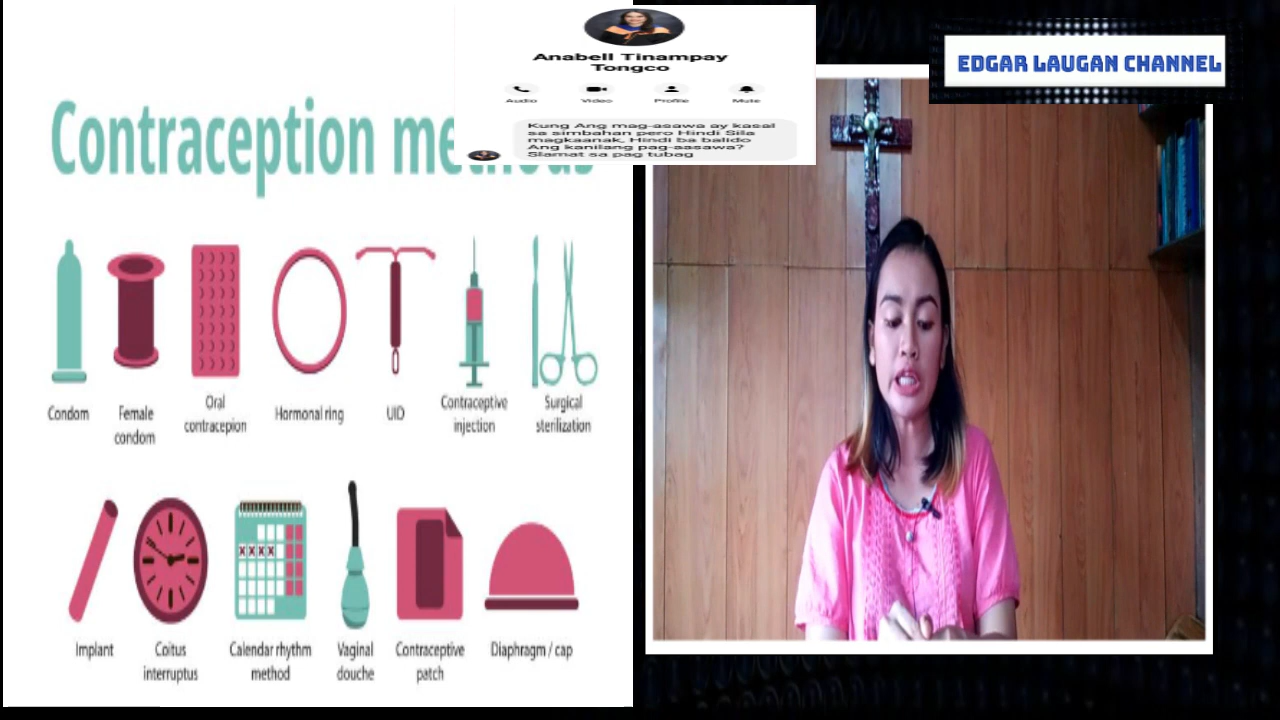 Anabell Tinampay
Tongco
Audio
Video
Profile
Mute
Kung Ang mag-asawa ay kasal
sa simbahan pero Hindi Sila
magkaanak, Hindi ba balido
Ang kanilang pag-aasawa?
Slamat sa pag tubag
EDGAR LAUGAN CHANNEL
Contraception
Condom
Female
condom
Oral
contracepion
Hormonal ring
UID
Contraceptive
injection
Surgical
sterilization
Implant
Coitus
interruptus
Calendar rhythm
method
Vaginal
douche
Contraceptive
patch
Diaphragm / cap